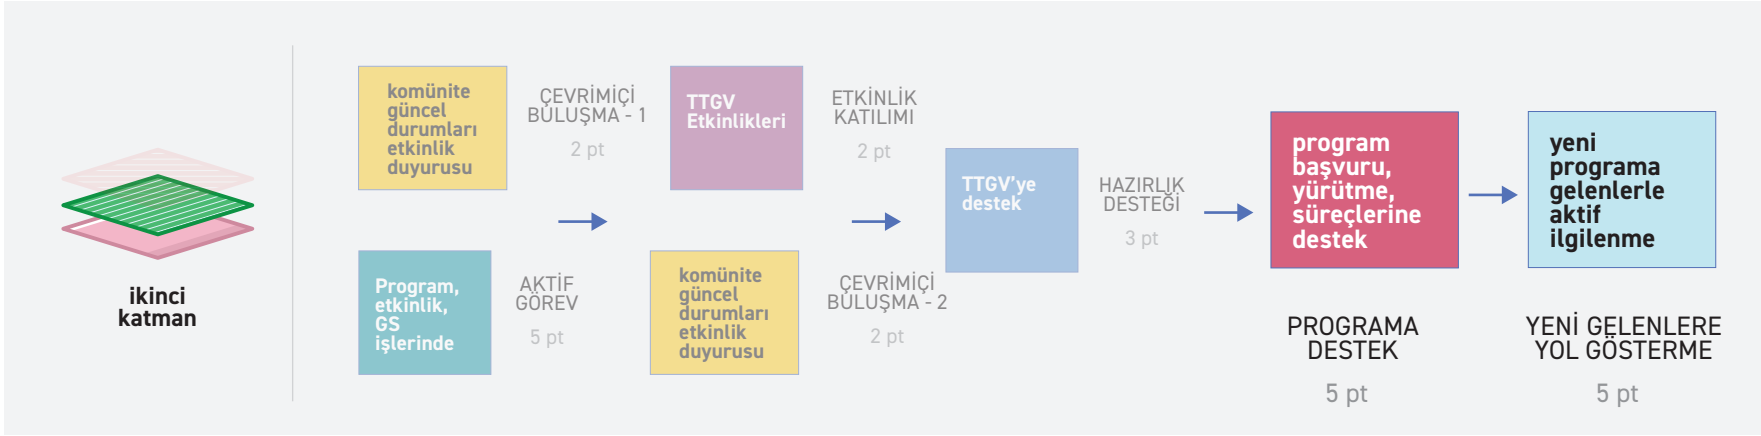 ikinci
katman
komünite
güncel
durumları
etkinlik
duyurusu
ÇEVRİMİÇİ
BULUŞMA - 1
2 pt
Program,
etkinlik,
GS
işlerinde
AKTİF
GÖREV
5 pt
TTGV
Etkinlikleri
ETKİNLİK
KATILIMI
2 pt
komünite
güncel
durumları
etkinlik
duyurusu
ÇEVRİMİÇİ
BULUŞMA - 2
2 pt
TTGV’ye
destek
HAZIRLIK
DESTEĞİ
3 pt
program
başvuru,
yürütme,
süreçlerine
destek
PROGRAMA
DESTEK
5 pt
yeni
programa
gelenlerle
aktif
ilgilenme
YENİ GELENLERE
YOL GÖSTERME
5 pt